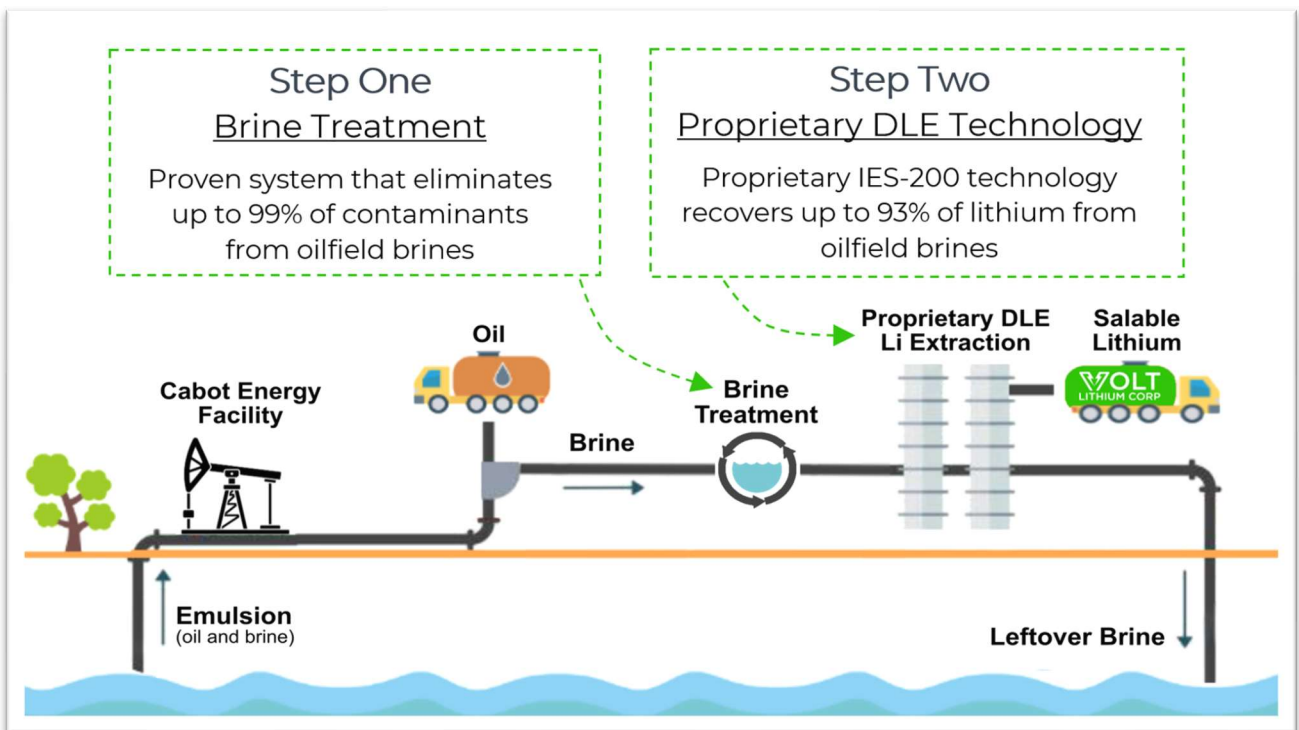 Step One
Brine Treatment
Proven system that eliminates
up to 99% of contaminants
from oilfield brines
Step Two
Proprietary DLE Technology
Proprietary IES-200 technology
recovers up to 93% of lithium from
oilfield brines
Cabot Energy
Facility
Oil
Brine
Brine
Treatment
Proprietary DLE
Li Extraction
Salable
Lithium
VOLT
LITHIUM CORP
Emulsion
(oil and brine)
Leftover Brine